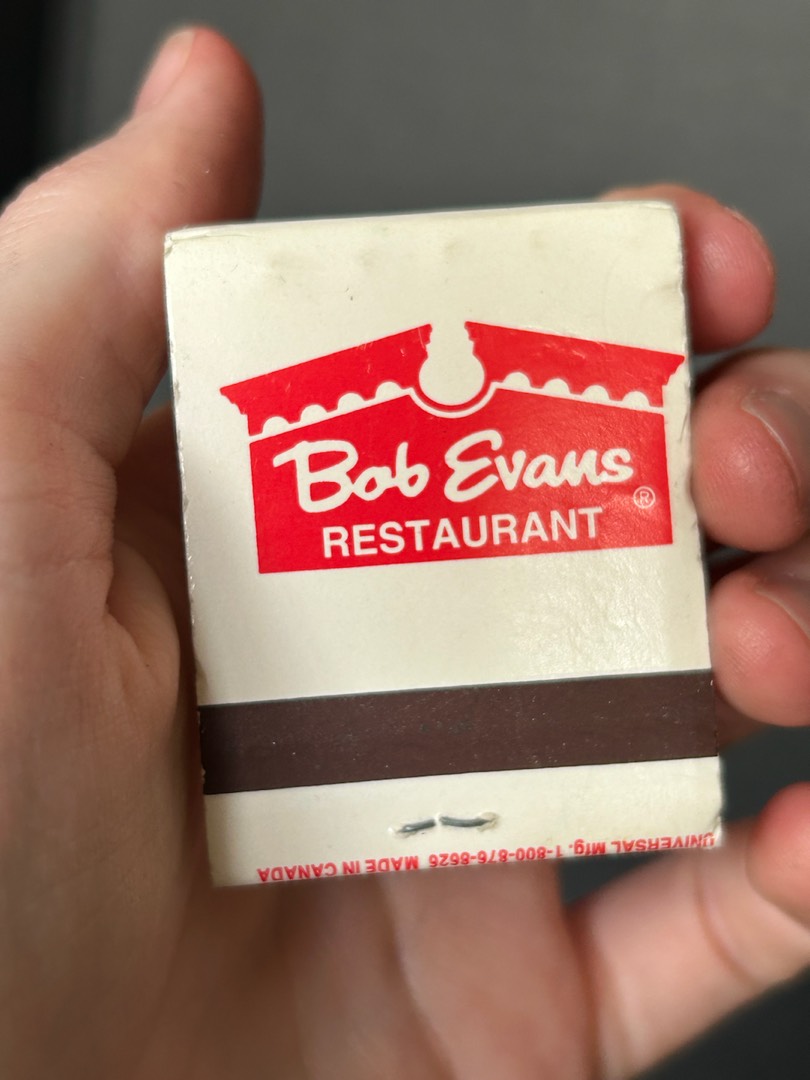 Bob Evans ®
RESTAURANT
UNIVERSAL Mfg. 1-800-876-8626 MADE IN CANADA